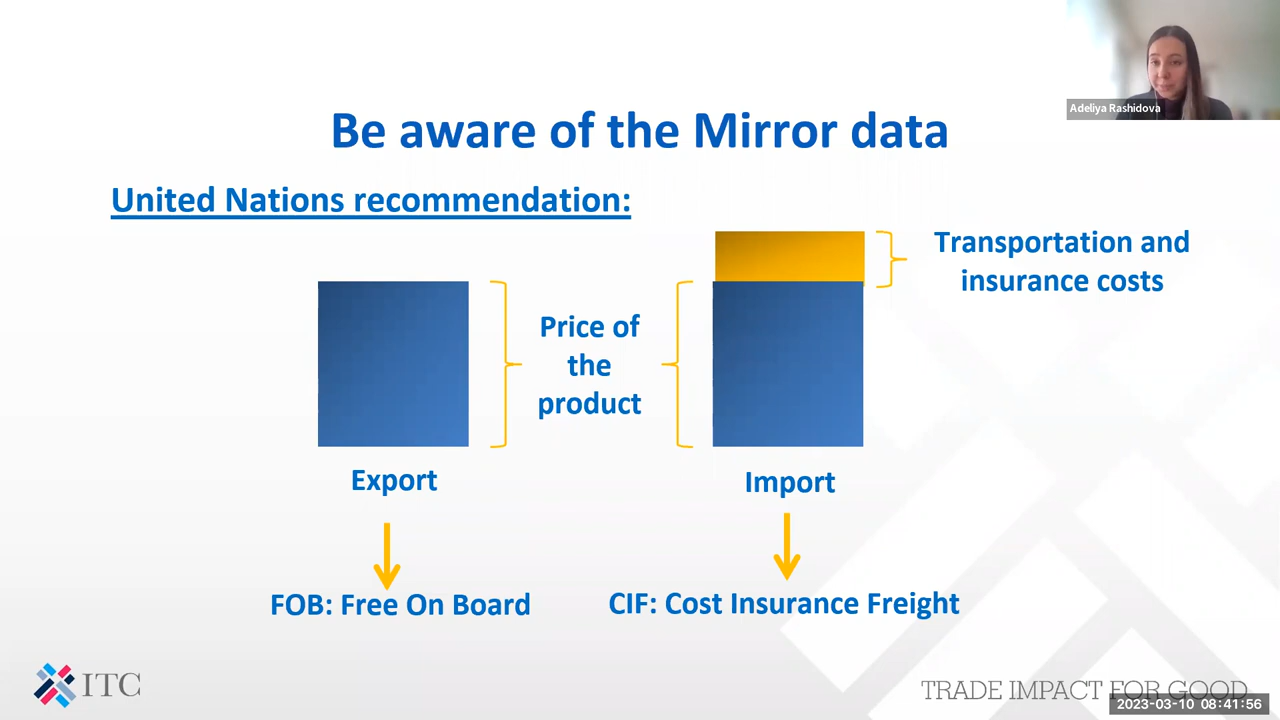 Adeliya Rashidova
Be aware of the Mirror data
United Nations recommendation:
Transportation and
insurance costs
Price of
the
product
Export
Import
FOB: Free On Board
CIF: Cost Insurance Freight
ITC
TRADE IMPACT FOR GOOD
2023-03-10 08:41:56